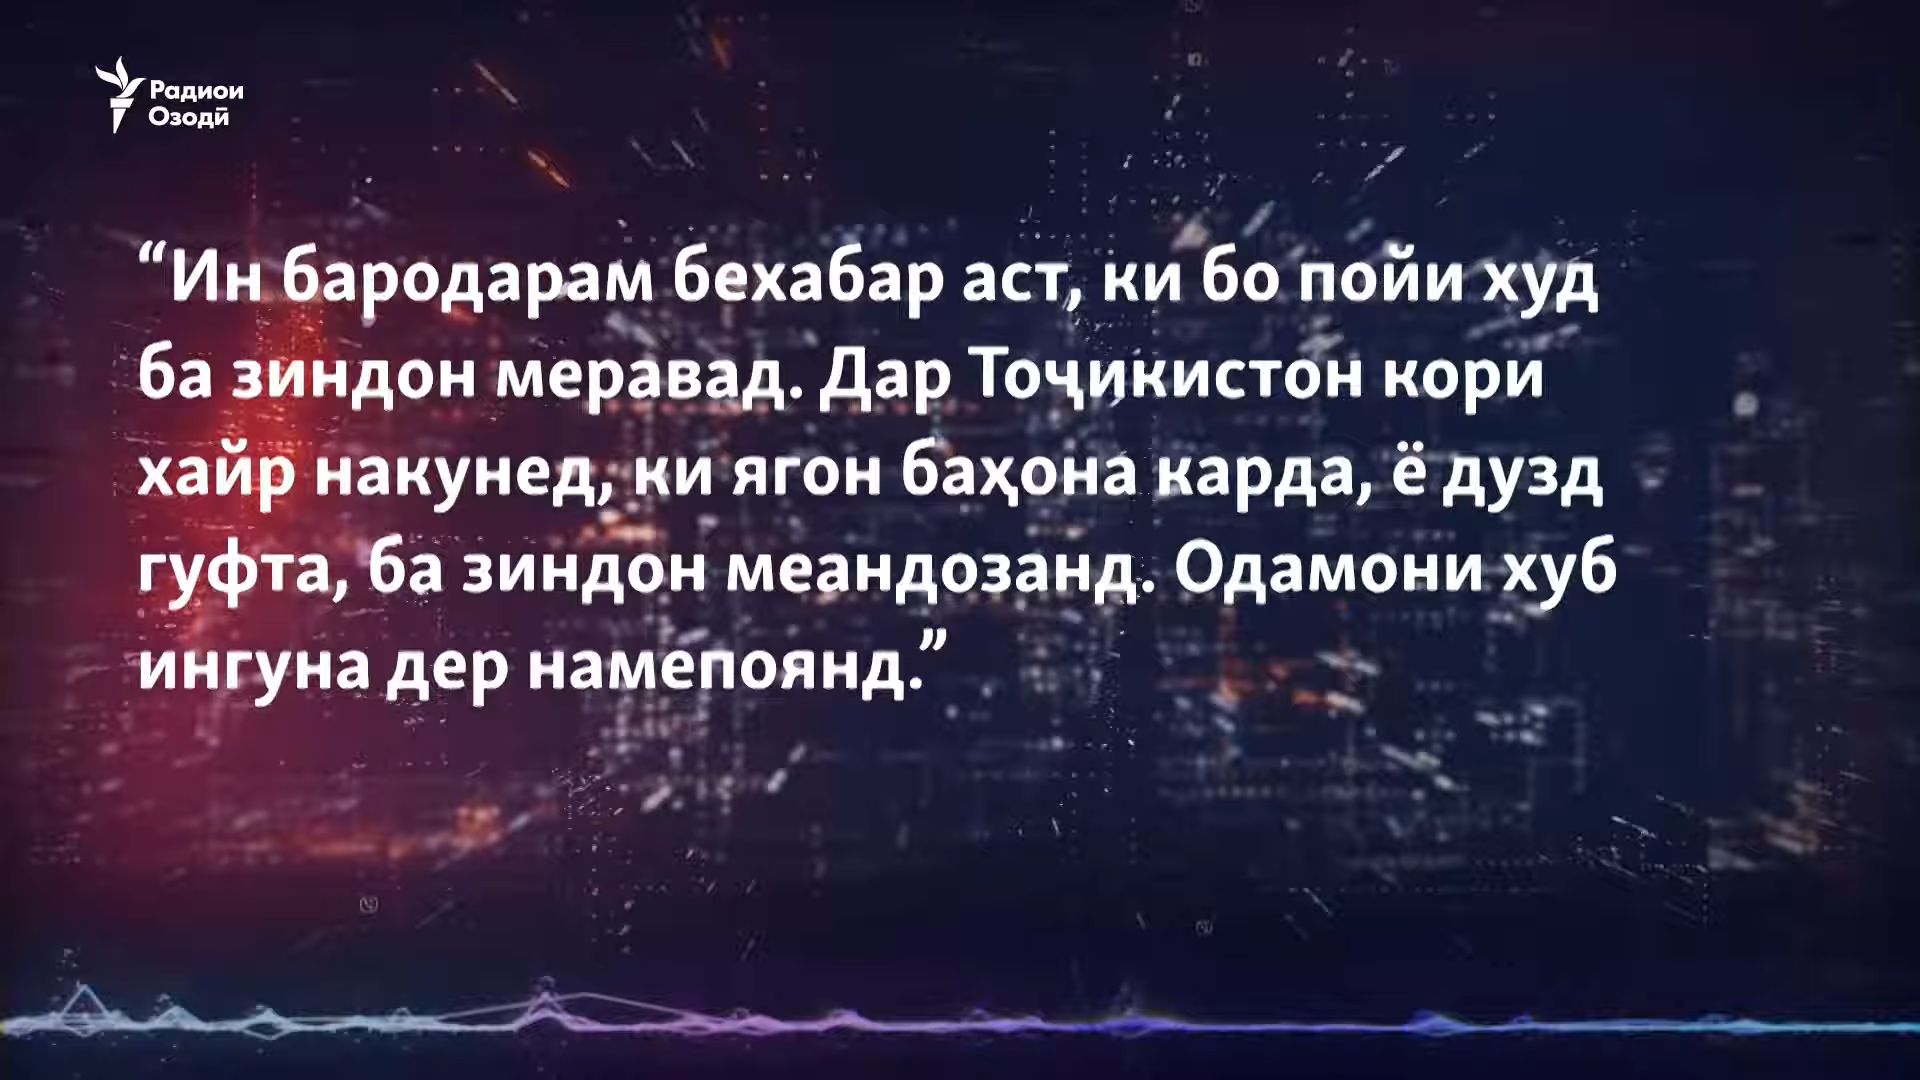 Радиои
Озодӣ
“Ин бародарам бехабар аст, ки бо пойи худ
ба зиндон меравад. Дар Тоҷикистон кори
хайр накунед, ки ягон баҳона карда, ё дузд
гуфта, ба зиндон меандозанд. Одамони хуб
ингуна дер намепоянд.”